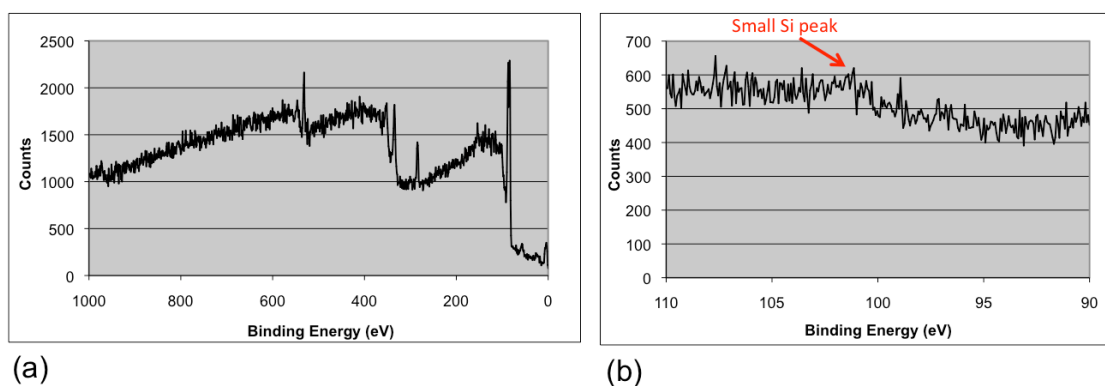 2500
2000
1500
1000
500
0
Counts
1000 800 600 400 200 0
Binding Energy (eV)
(a)
Small Si peak
700
600
500
400
300
200
100
0
Counts
110 105 100 95 90
Binding Energy (eV)
(b)